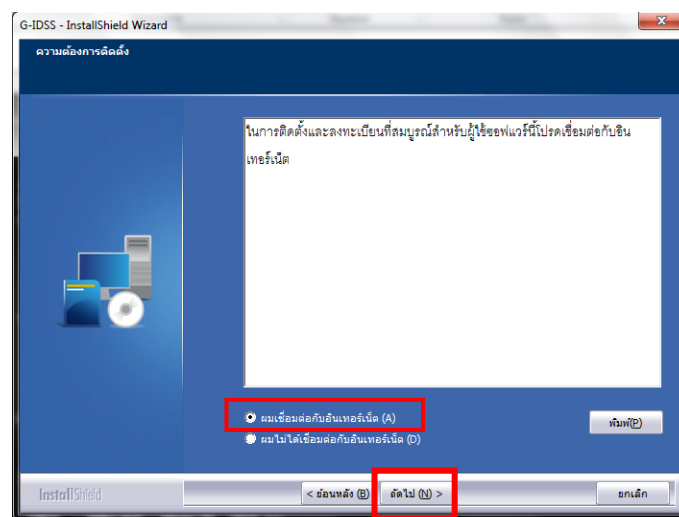 G-IDSS - InstallShield Wizard
ความต้องการติดตั้ง
ในการติดตั้งและลงทะเบียนที่สมบูรณ์สำหรับผู้ใช้ซอฟแวร์นี้โปรดเชื่อมต่อกับอิน
เทอร์เน็ต
ผมเชื่อมต่อกับอินเทอร์เน็ต (A)
พิมพ์(P)
ผมไม่ได้เชื่อมต่อกับอินเทอร์เน็ต (D)
InstallShield
< ย้อนหลัง (B)
ถัดไป (N) >
ยกเลิก